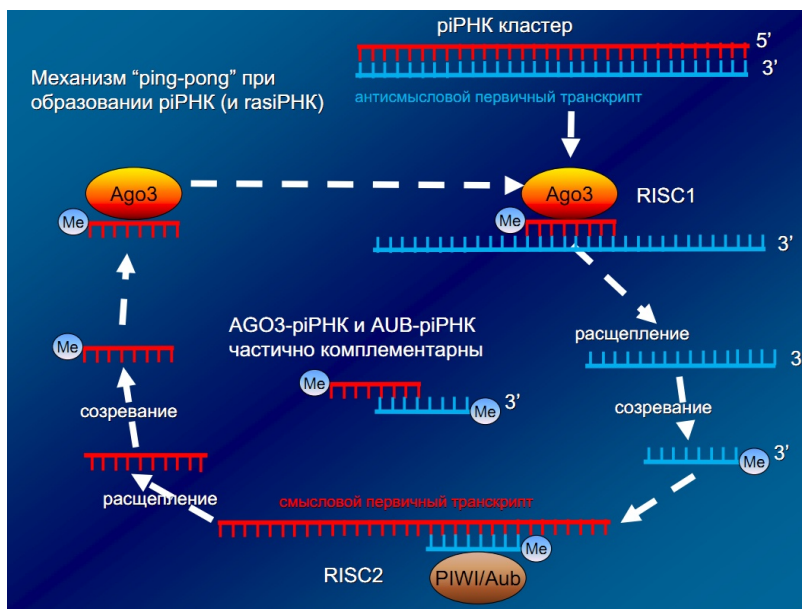 piРНК кластер
5'
3'
Механизм “ping-pong” при
образовании piРНК (и rasiРНК)
антисмысловой первичный транскрипт
Ago3
Me
Ago3
RISC1
Me
3'
AGO3-piРНК и AUB-piРНК
частично комплементарны
расщепление
3
Me
Me
3'
созревание
созревание
Me
3'
Me
расщепление
смысловой первичный транскрипт
Me
RISC2
PIWI/Aub